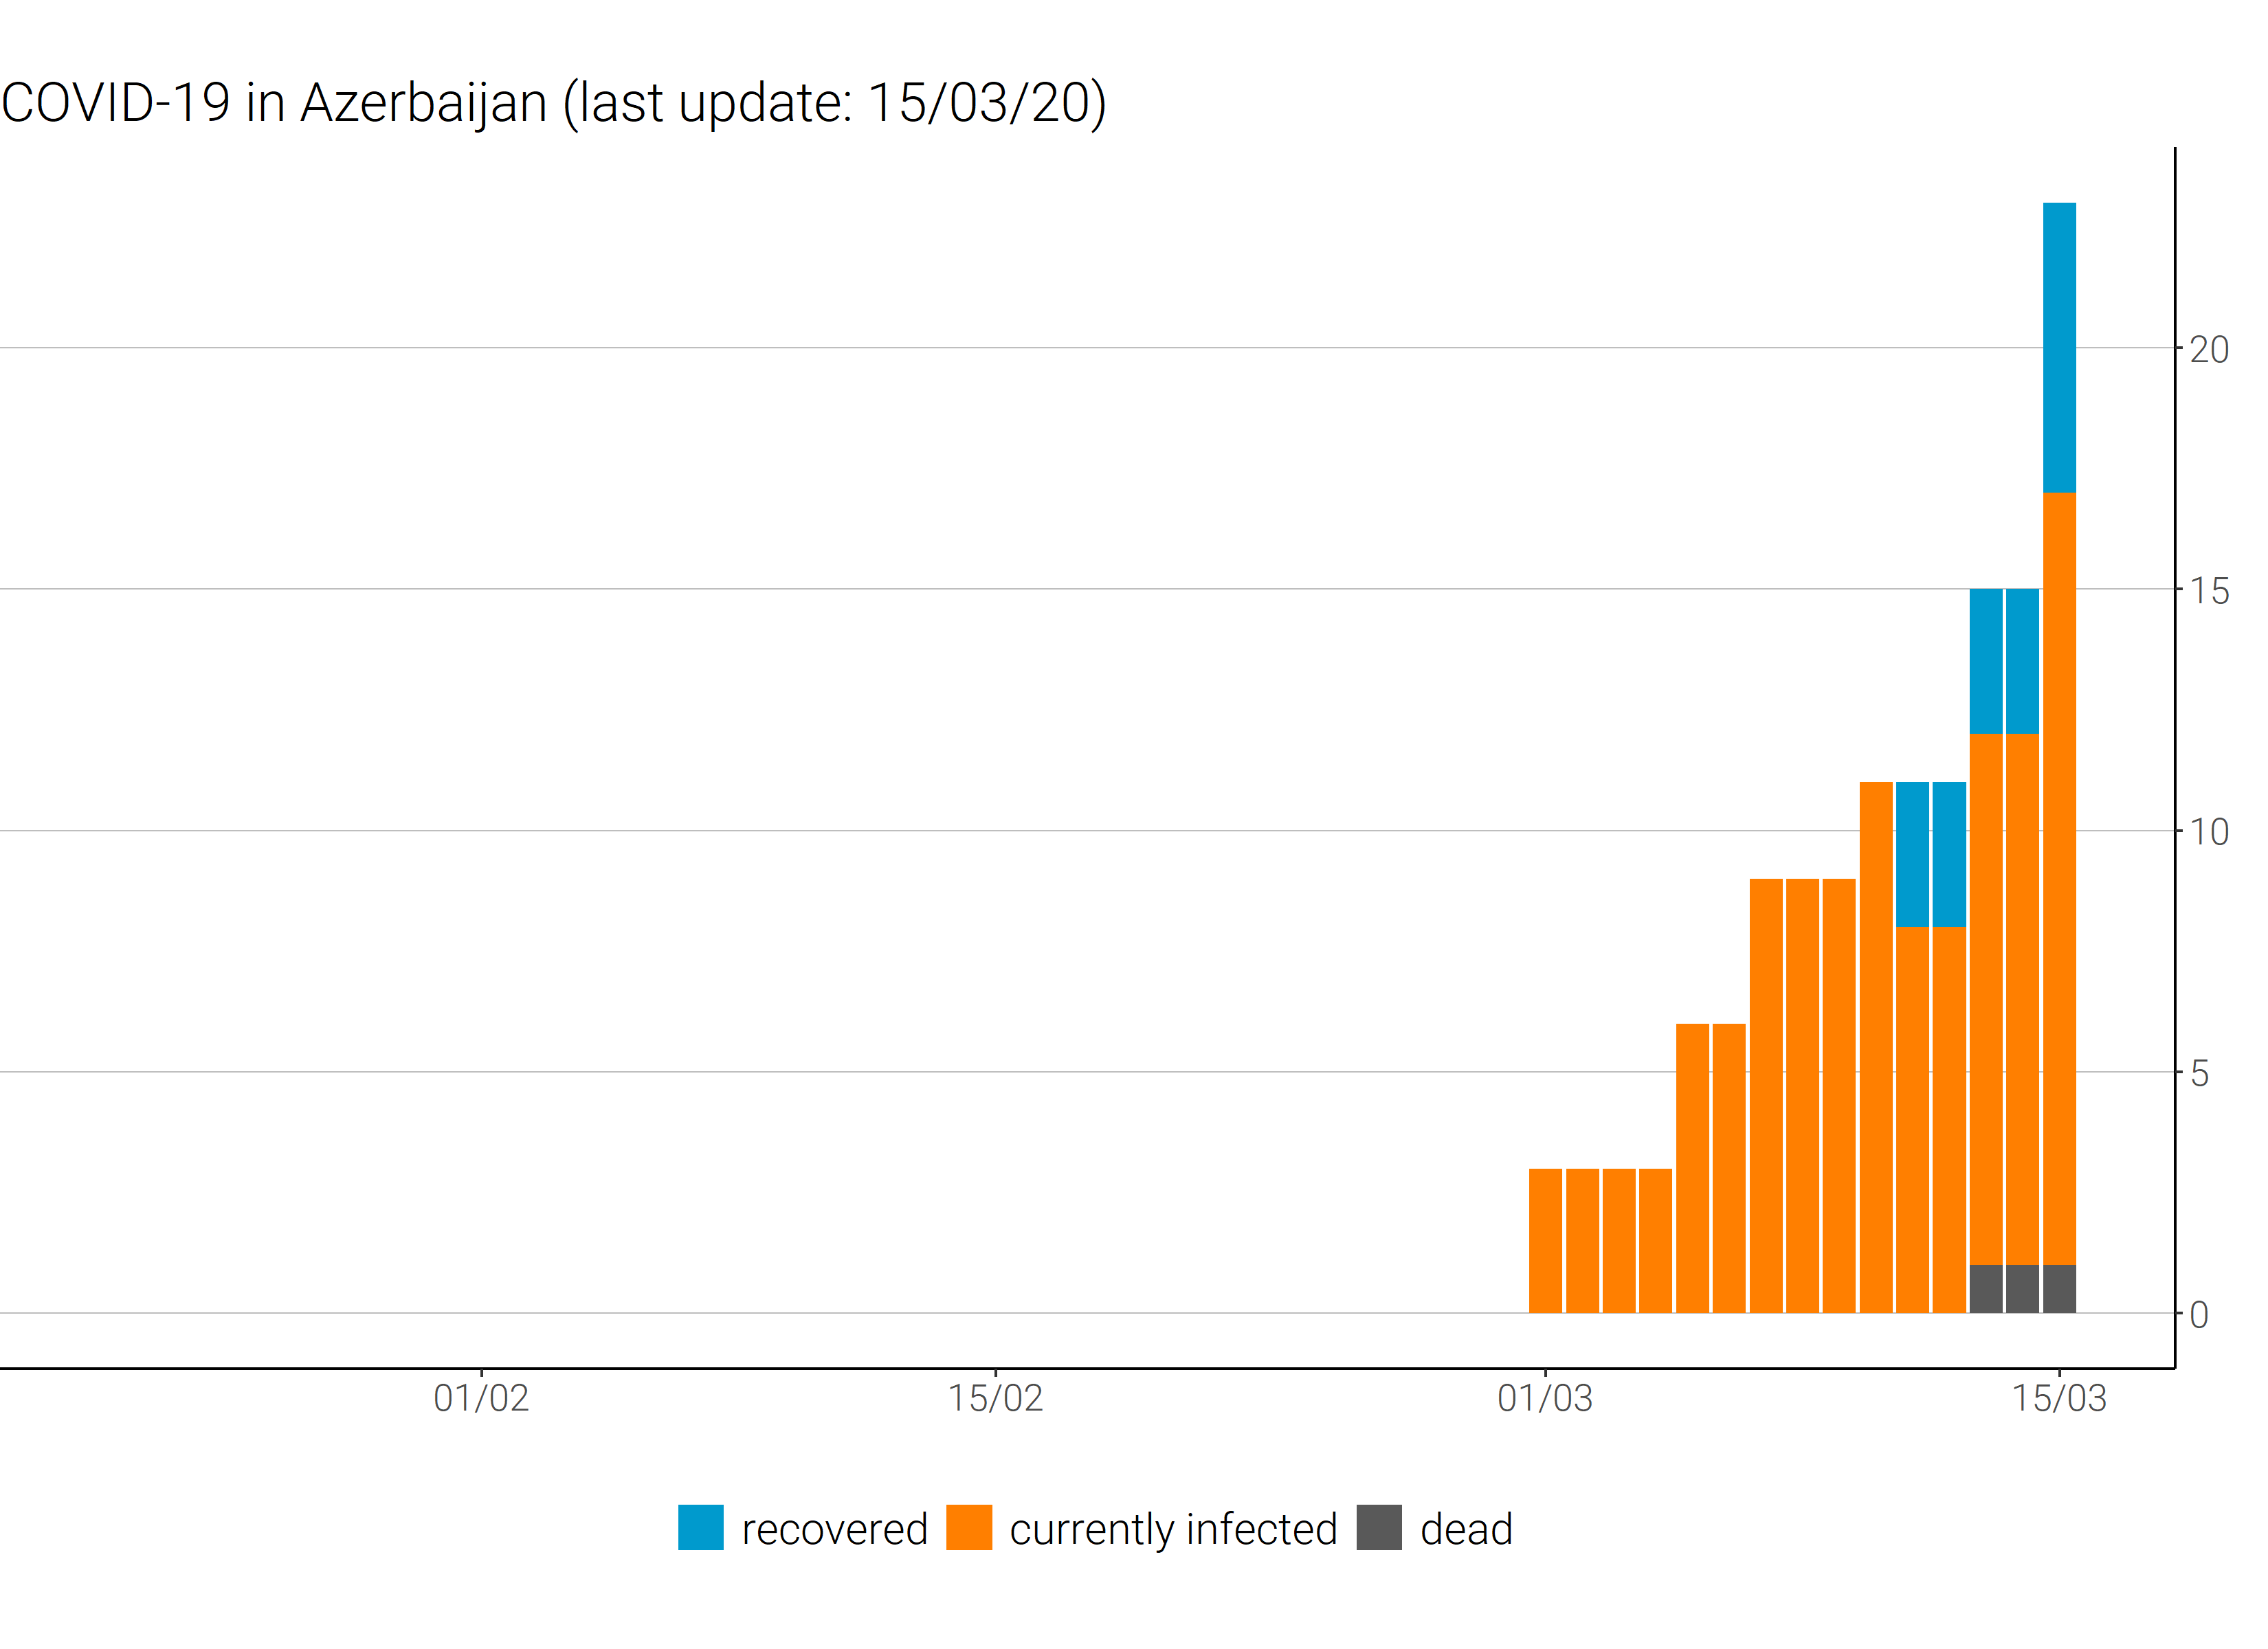 COVID-19 in Azerbaijan (last update: 15/03/20)
20
15
10
5
0
01/02 15/02 01/03 15/03
recovered currently infected dead